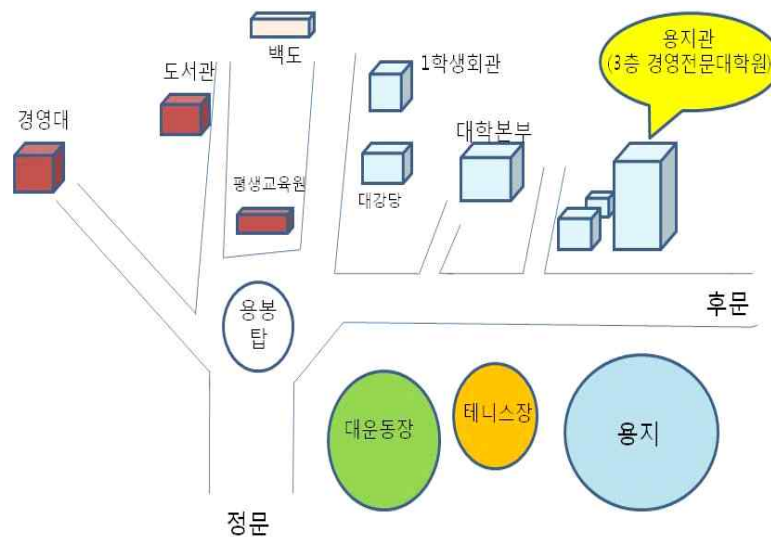 백도
용지관
(3층 경영전문대학원)
1학생회관
도서관
경영대
대학본부
평생교육원
대강당
후문
용봉
탑
대운동장
테니스장
용지
정문